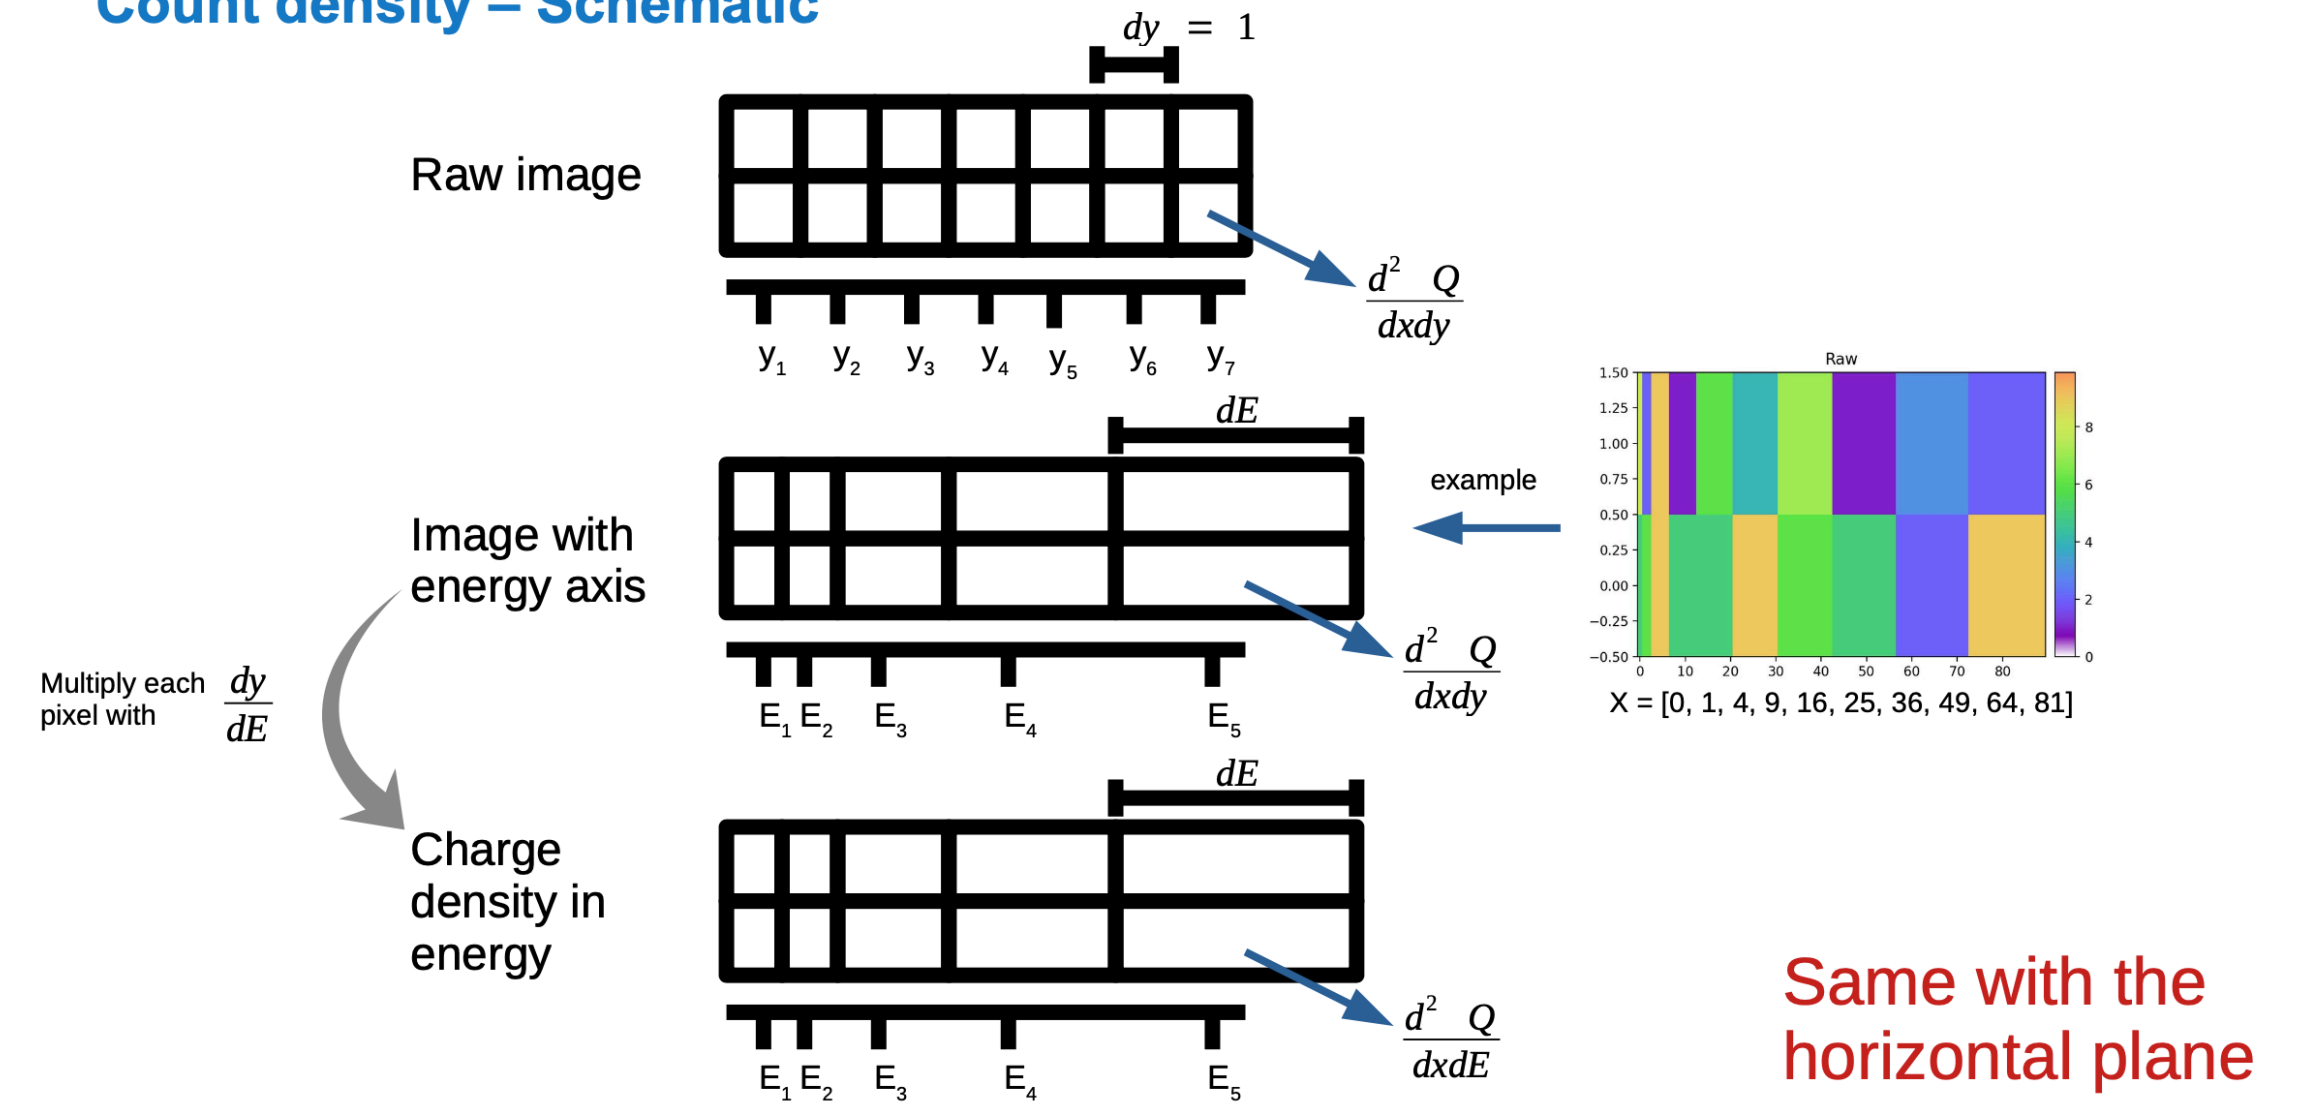 Count density – Schematic
dy = 1
Raw image
d² Q
dxdy
y₁ y₂ y₃ y₄ y₅ y₆ y₇
dE
Image with
energy axis
example
d² Q
dxdy
E₁ E₂ E₃ E₄ E₅
Raw
1.50
1.25
1.00
0.75
0.50
0.25
0.00
−0.25
−0.50
0 10 20 30 40 50 60 70 80
8
6
4
2
0
X = [0, 1, 4, 9, 16, 25, 36, 49, 64, 81]
Multiply each
pixel with
dy
dE
dE
Charge
density in
energy
d² Q
dxdE
E₁ E₂ E₃ E₄ E₅
Same with the
horizontal plane